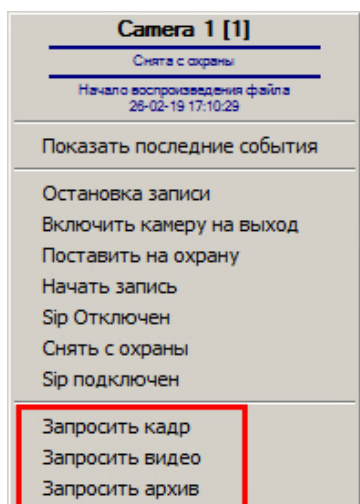 Camera 1 [1]
Снята с охраны
Начало воспроизведения файла
26-02-19 17:10:29
Показать последние события
Остановка записи
Включить камеру на выход
Поставить на охрану
Начать запись
Sip Отключен
Снять с охраны
Sip подключен
Запросить кадр
Запросить видео
Запросить архив